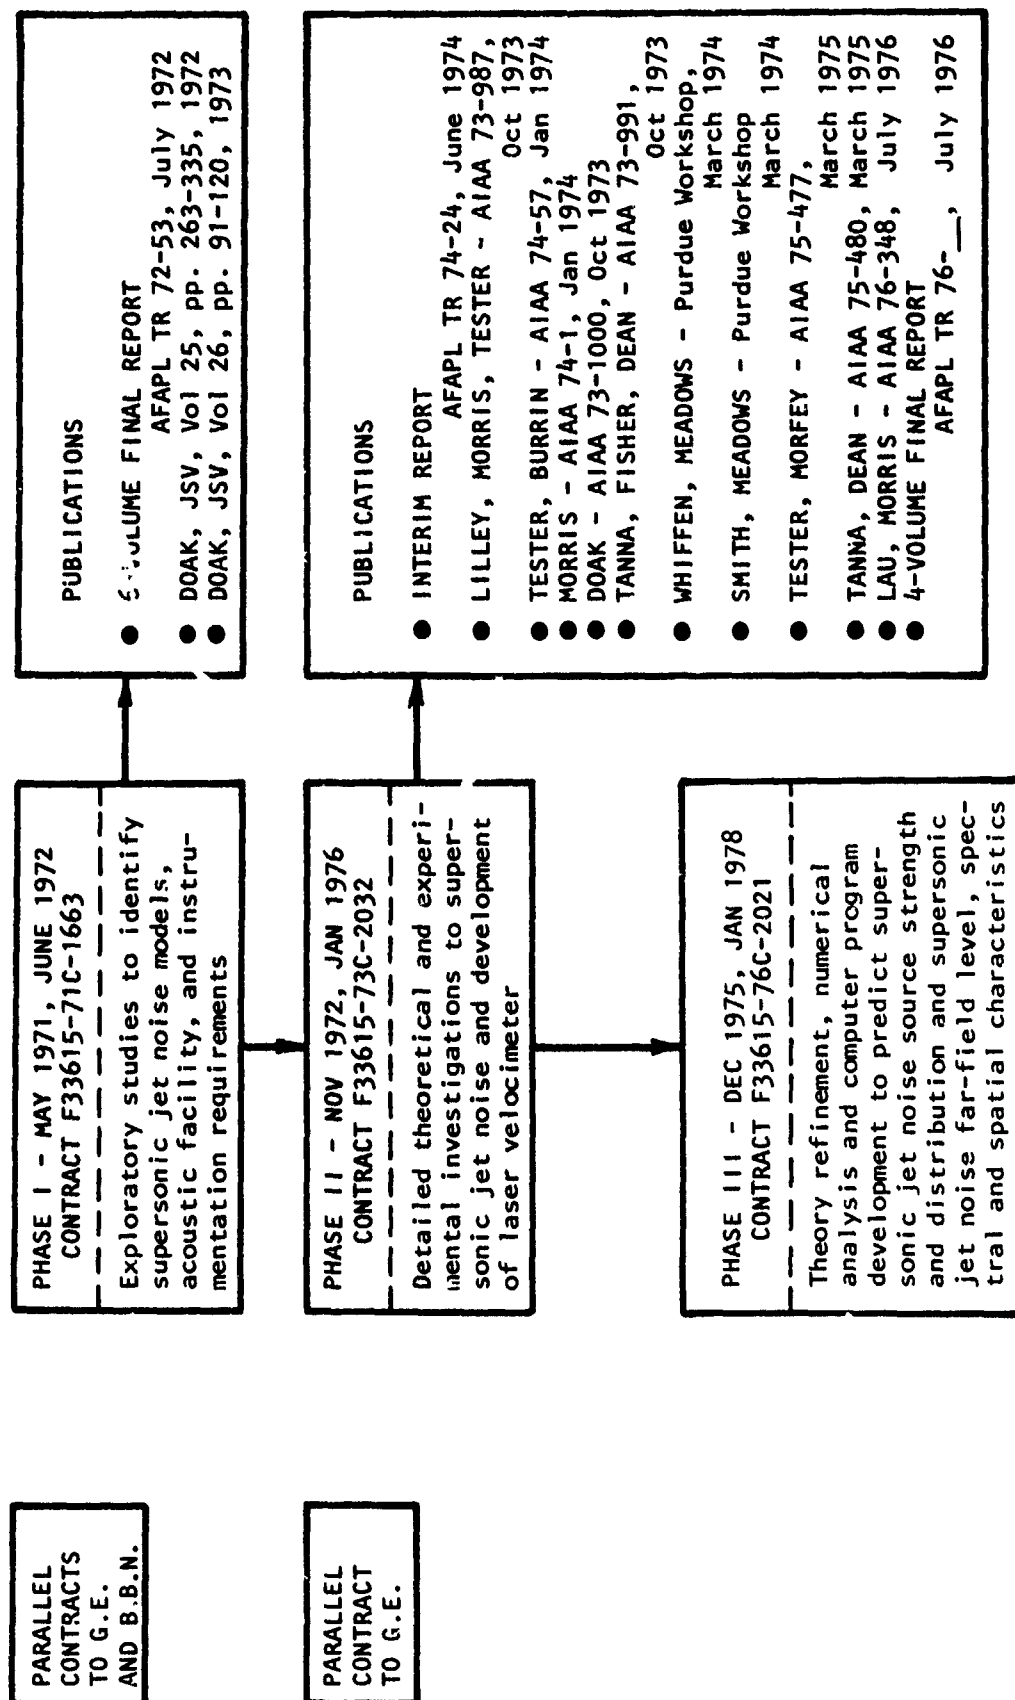 PARALLEL
CONTRACTS
TO G.E.
AND B.B.N.
PHASE I - MAY 1971, JUNE 1972
CONTRACT F33615-71C-1663
Exploratory studies to identify
supersonic jet noise models,
acoustic facility, and instru-
mentation requirements
PUBLICATIONS
● VOLUME FINAL REPORT
AFAPL TR 72-53, July 1972
● DOAK, JSV, Vol 25, pp. 263-335, 1972
● DOAK, JSV, Vol 26, pp. 91-120, 1973
PARALLEL
CONTRACT
TO G.E.
PHASE II - NOV 1972, JAN 1976
CONTRACT F33615-73C-2032
Detailed theoretical and experi-
mental investigations to super-
sonic jet noise and development
of laser velocimeter
PUBLICATIONS
● INTERIM REPORT
AFAPL TR 74-24, June 1974
● LILLEY, MORRIS, TESTER - AIAA 73-987,
Oct 1973
● TESTER, BURRIN - AIAA 74-57, Jan 1974
● MORRIS - AIAA 74-1, Jan 1974
● DOAK - AIAA 73-1000, Oct 1973
● TANNA, FISHER, DEAN - AIAA 73-991,
Oct 1973
● WHIFFEN, MEADOWS - Purdue Workshop,
March 1974
● SMITH, MEADOWS - Purdue Workshop
March 1974
● TESTER, MORFEY - AIAA 75-477,
March 1975
● TANNA, DEAN - AIAA 75-480, March 1975
● LAU, MORRIS - AIAA 76-348, July 1976
● 4-VOLUME FINAL REPORT
AFAPL TR 76-__, July 1976
PHASE III - DEC 1975, JAN 1978
CONTRACT F33615-76C-2021
Theory refinement, numerical
analysis and computer program
development to predict super-
sonic jet noise source strength
and distribution and supersonic
jet noise far-field level, spec-
tral and spatial characteristics